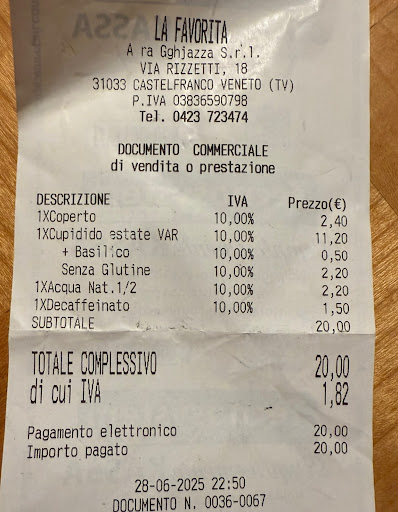 LA FAVORITA
A ra Gghjazza S.r.l.
VIA RIZZETTI, 18
31033 CASTELFRANCO VENETO (TV)
P.IVA 03836590798
Tel. 0423 723474
DOCUMENTO COMMERCIALE
di vendita o prestazione
DESCRIZIONE IVA Prezzo(€)
1XCoperto 10,00% 2,40
1XCupidido estate VAR 10,00% 11,20
+ Basilico 10,00% 0,50
Senza Glutine 10,00% 2,20
1XAcqua Nat.1/2 10,00% 2,20
1XDecaffeinato 10,00% 1,50
SUBTOTALE 20,00
TOTALE COMPLESSIVO 20,00
di cui IVA 1,82
Pagamento elettronico 20,00
Importo pagato 20,00
28-06-2025 22:50
DOCUMENTO N. 0036-0067